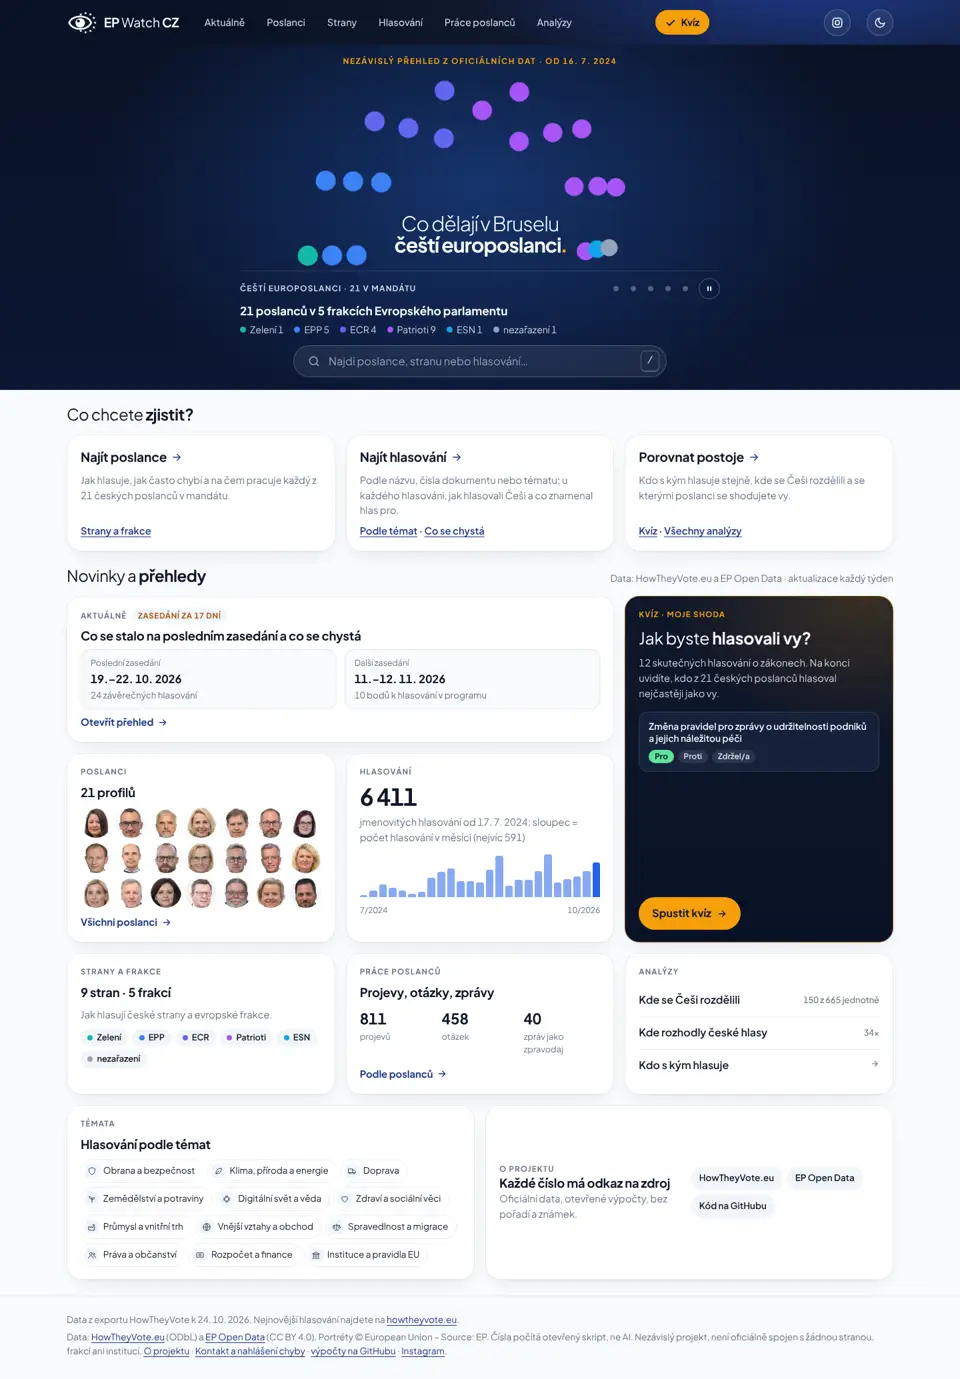 EP Watch CZ
Aktuálně
Poslanci
Strany
Hlasování
Práce poslanců
Analýzy
Kvíz
NEZÁVISLÝ PŘEHLED Z OFICIÁLNÍCH DAT · OD 16. 7. 2024
Co dělají v Bruselu
čeští europoslanci.
ČEŠTÍ EUROPOSLANCI · 21 V MANDÁTU
21 poslanců v 5 frakcích Evropského parlamentu
Zelení 1
EPP 5
ECR 4
Patrioti 9
ESN 1
nezařazení 1
Najdi poslance, stranu nebo hlasování…
/
Co chcete zjistit?
Najít poslance →
Jak hlasuje, jak často chybí a na čem pracuje každý z
21 českých poslanců v mandátu.
Strany a frakce
Najít hlasování →
Podle názvu, čísla dokumentu nebo tématu; u
každého hlasování, jak hlasovali Češi a co znamenal
hlas pro.
Podle témat · Co se chystá
Porovnat postoje →
Kdo s kým hlasuje stejně, kde se Češi rozdělili a se
kterými poslanci se shodujete vy.
Kvíz · Všechny analýzy
Novinky a přehledy
Data: HowTheyVote.eu a EP Open Data · aktualizace každý týden
AKTUÁLNĚ
ZASEDÁNÍ ZA 17 DNÍ
Co se stalo na posledním zasedání a co se chystá
Poslední zasedání
19.–22. 10. 2026
24 závěrečných hlasování
Další zasedání
11.–12. 11. 2026
10 bodů k hlasování v programu
Otevřít přehled →
KVÍZ · MOJE SHODA
Jak byste hlasovali vy?
12 skutečných hlasování o zákonech. Na konci
uvidíte, kdo z 21 českých poslanců hlasoval
nejčastěji jako vy.
Změna pravidel pro zprávy o udržitelnosti podniků
a jejich náležitou péči
Pro
Proti
Zdržel/a
Spustit kvíz →
POSLANCI
21 profilů
Všichni poslanci →
HLASOVÁNÍ
6 411
jmenovitých hlasování od 17. 7. 2024; sloupec =
počet hlasování v měsíci (nejvíc 591)
7/2024
10/2026
STRANY A FRAKCE
9 stran · 5 frakcí
Jak hlasují české strany a evropské frakce.
Zelení
EPP
ECR
Patrioti
ESN
nezařazení
PRÁCE POSLANCŮ
Projevy, otázky, zprávy
811
projevů
458
otázek
40
zpráv jako
zpravodaj
Podle poslanců →
ANALÝZY
Kde se Češi rozdělili
150 z 665 jednotně
Kde rozhodly české hlasy
34×
Kdo s kým hlasuje
→
TÉMATA
Hlasování podle témat
Obrana a bezpečnost
Klima, příroda a energie
Doprava
Zemědělství a potraviny
Digitální svět a věda
Zdraví a sociální věci
Průmysl a vnitřní trh
Vnější vztahy a obchod
Spravedlnost a migrace
Práva a občanství
Rozpočet a finance
Instituce a pravidla EU
O PROJEKTU
Každé číslo má odkaz na zdroj
Oficiální data, otevřené výpočty, bez
pořadí a známek.
HowTheyVote.eu
EP Open Data
Kód na GitHubu
Data z exportu HowTheyVote k 24. 10. 2026. Nejnovější hlasování najdete na howtheyvote.eu.
Data: HowTheyVote.eu (ODbL) a EP Open Data (CC BY 4.0). Portréty © European Union – Source: EP. Čísla počítá otevřený skript, ne AI. Nezávislý projekt, není oficiálně spojen s žádnou stranou,
frakcí ani institucí. O projektu · Kontakt a nahlášení chyby · výpočty na GitHubu · Instagram.